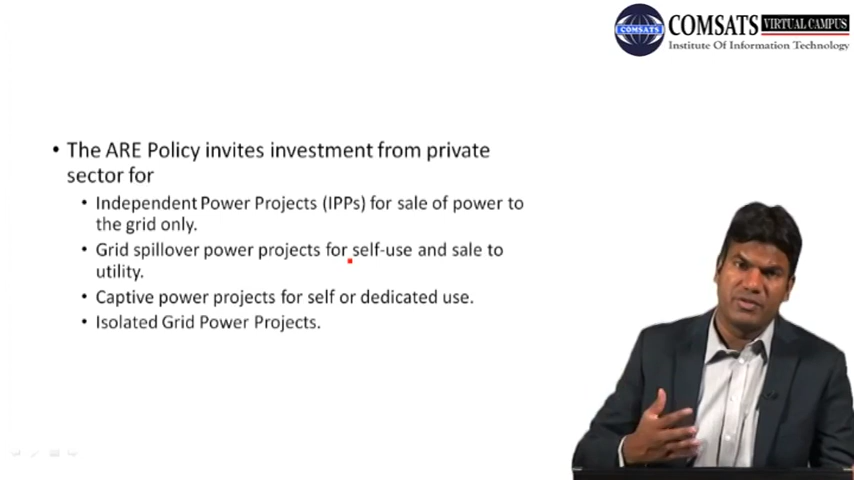 COMSATS
COMSATS VIRTUAL CAMPUS
Institute Of Information Technology
• The ARE Policy invites investment from private
sector for
• Independent Power Projects (IPPs) for sale of power to
the grid only.
• Grid spillover power projects for self-use and sale to
utility.
• Captive power projects for self or dedicated use.
• Isolated Grid Power Projects.